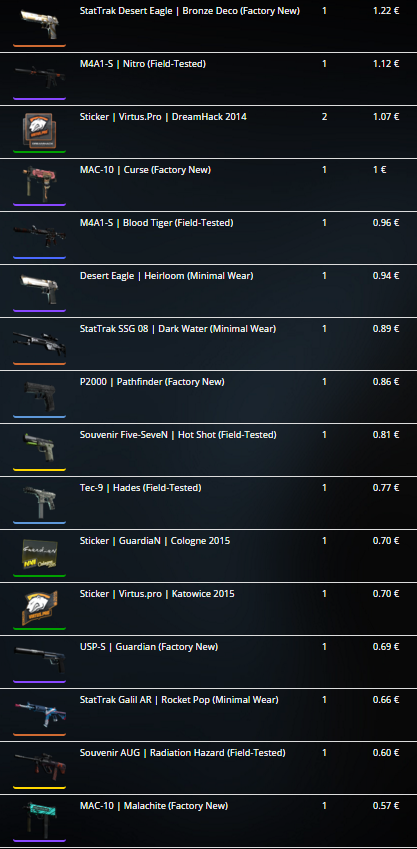 StatTrak Desert Eagle | Bronze Deco (Factory New) 1 1.22 €
M4A1-S | Nitro (Field-Tested) 1 1.12 €
Sticker | Virtus.Pro | DreamHack 2014 2 1.07 €
MAC-10 | Curse (Factory New) 1 1 €
M4A1-S | Blood Tiger (Field-Tested) 1 0.96 €
Desert Eagle | Heirloom (Minimal Wear) 1 0.94 €
StatTrak SSG 08 | Dark Water (Minimal Wear) 1 0.89 €
P2000 | Pathfinder (Factory New) 1 0.86 €
Souvenir Five-SeveN | Hot Shot (Field-Tested) 1 0.81 €
Tec-9 | Hades (Field-Tested) 1 0.77 €
Sticker | GuardiaN | Cologne 2015 1 0.70 €
Sticker | Virtus.pro | Katowice 2015 1 0.70 €
USP-S | Guardian (Factory New) 1 0.69 €
StatTrak Galil AR | Rocket Pop (Minimal Wear) 1 0.66 €
Souvenir AUG | Radiation Hazard (Field-Tested) 1 0.60 €
MAC-10 | Malachite (Factory New) 1 0.57 €